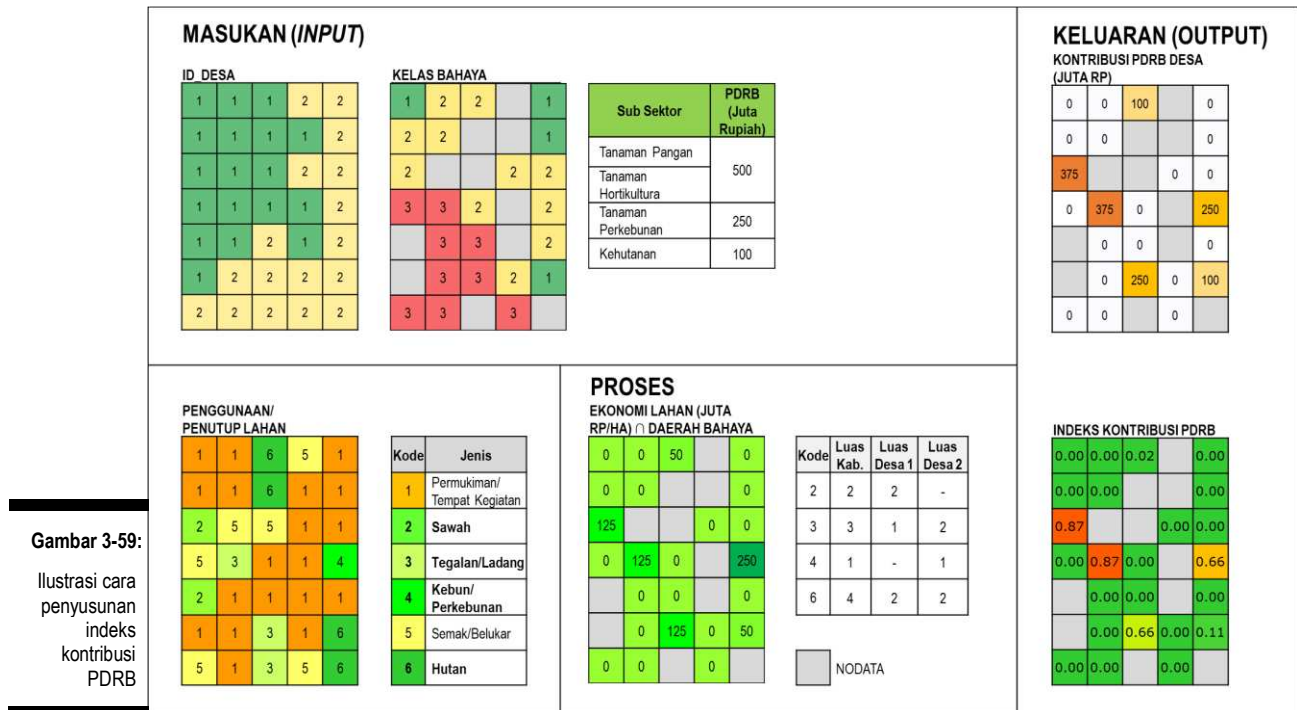 MASUKAN (INPUT)
ID_DESA
1 1 1 2 2
1 1 1 1 2
1 1 1 2 2
1 1 1 1 2
1 1 2 1 2
1 2 2 2 2
2 2 2 2 2
KELAS BAHAYA
1 2 2 1
2 2 1
2 2 2
3 3 2 2
3 3 2
3 3 2 1
3 3 3
Sub Sektor
PDRB
(Juta
Rupiah)
Tanaman Pangan
Tanaman
Hortikultura
500
Tanaman
Perkebunan
250
Kehutanan 100
KELUARAN (OUTPUT)
KONTRIBUSI PDRB DESA
(JUTA RP)
0 0 100 0
0 0 0
375 0 0
0 375 0 250
0 0 0
0 250 0 100
0 0 0
Gambar 3-59:
Ilustrasi cara
penyusunan
indeks
kontribusi
PDRB
PENGGUNAAN/
PENUTUP LAHAN
1 1 6 5 1
1 1 6 1 1
2 5 5 1 1
5 3 1 1 4
2 1 1 1 1
1 1 3 1 6
5 1 3 5 6
Kode Jenis
1 Permukiman/
Tempat Kegiatan
2 Sawah
3 Tegalan/Ladang
4 Kebun/
Perkebunan
5 Semak/Belukar
6 Hutan
PROSES
EKONOMI LAHAN (JUTA
RP/HA) ∩ DAERAH BAHAYA
0 0 50 0
0 0 0
125 0 0
0 125 0 250
0 0 0
0 125 0 50
0 0 0
Kode Luas Kab. Luas Desa 1 Luas Desa 2
2 2 2 -
3 3 1 2
4 1 - 1
6 4 2 2
NODATA
INDEKS KONTRIBUSI PDRB
0.00 0.00 0.02 0.00
0.00 0.00 0.00
0.87 0.00 0.00
0.00 0.87 0.00 0.66
0.00 0.00 0.00
0.00 0.66 0.00 0.11
0.00 0.00 0.00